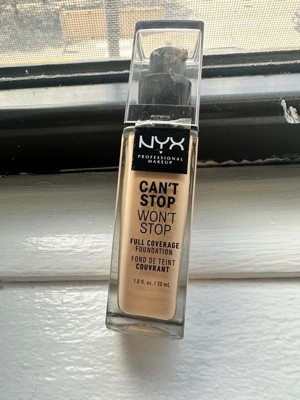 NYX
PROFESSIONAL
MAKEUP
CAN'T
STOP
WON'T
STOP
FULL COVERAGE
FOUNDATION
FOND DE TEINT
COUVRANT
1.0 fl. oz. / 30 mL